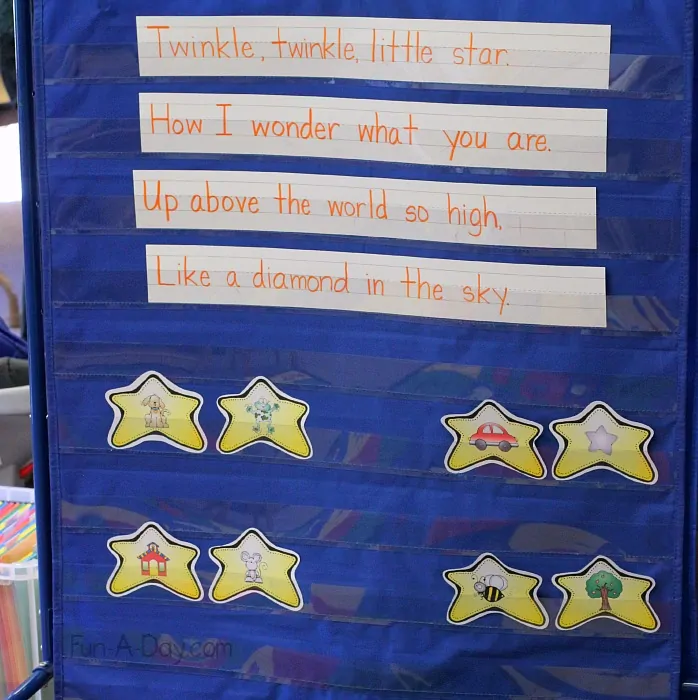 Twinkle, twinkle, little star.
How I wonder what you are.
Up above the world so high,
Like a diamond in the sky.
Fun-A-Day.com